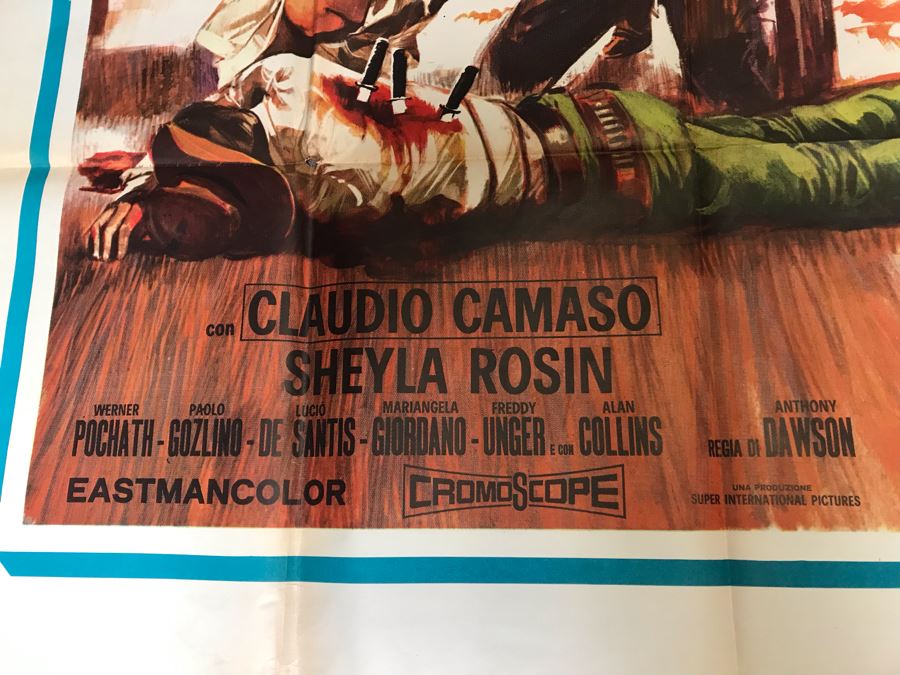 con CLAUDIO CAMASO
SHEYLA ROSIN
WERNER POCHATH - PAOLO GOZLINO - LUCIO DE SANTIS - MARIANGELA GIORDANO - FREDDY UNGER E CON ALAN COLLINS
REGIA DI ANTHONY DAWSON
EASTMANCOLOR
CROMOSCOPE
UNA PRODUZIONE
SUPER INTERNATIONAL PICTURES